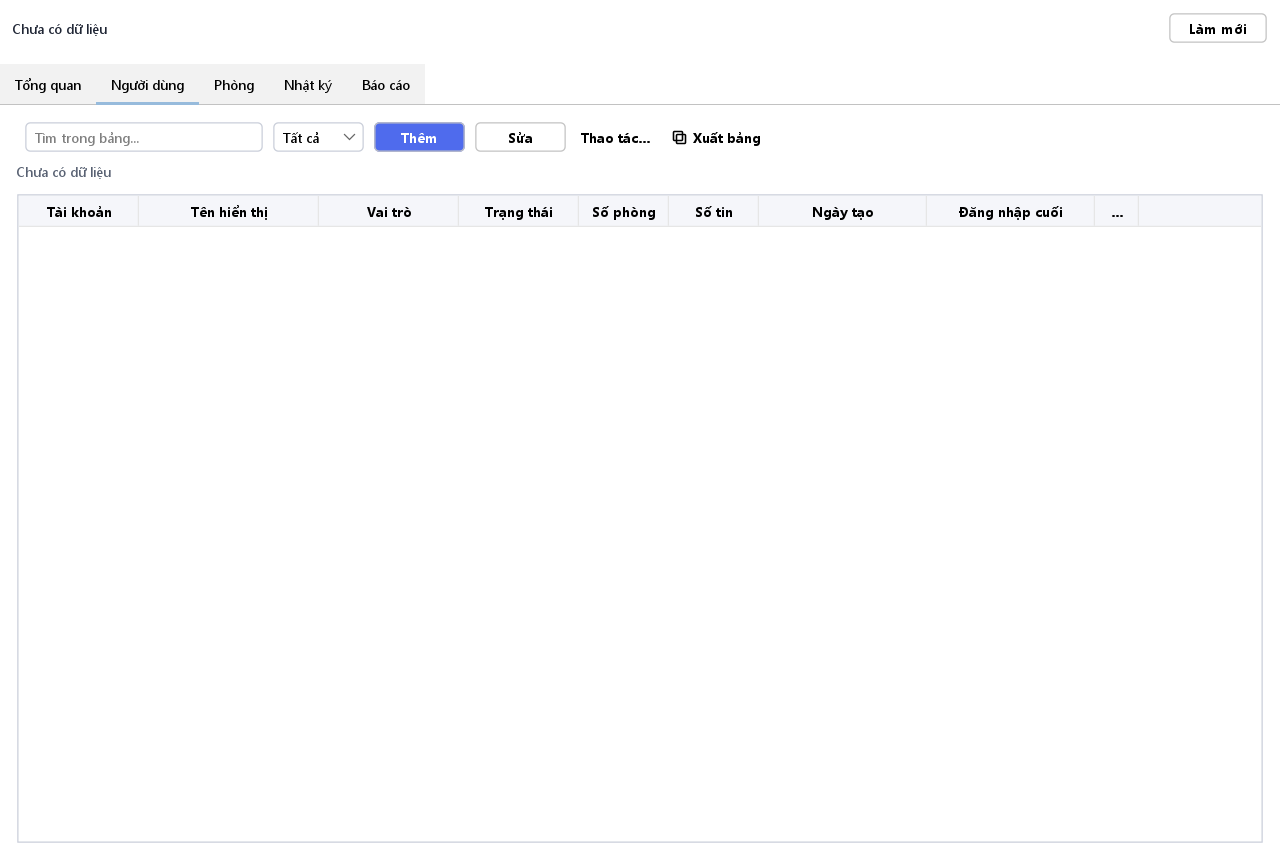 Chưa có dữ liệu
Làm mới
Tổng quan
Người dùng
Phòng
Nhật ký
Báo cáo
Tìm trong bảng...
Tất cả
Thêm
Sửa
Thao tác...
Xuất bảng
Chưa có dữ liệu
Tài khoản
Tên hiển thị
Vai trò
Trạng thái
Số phòng
Số tin
Ngày tạo
Đăng nhập cuối
...